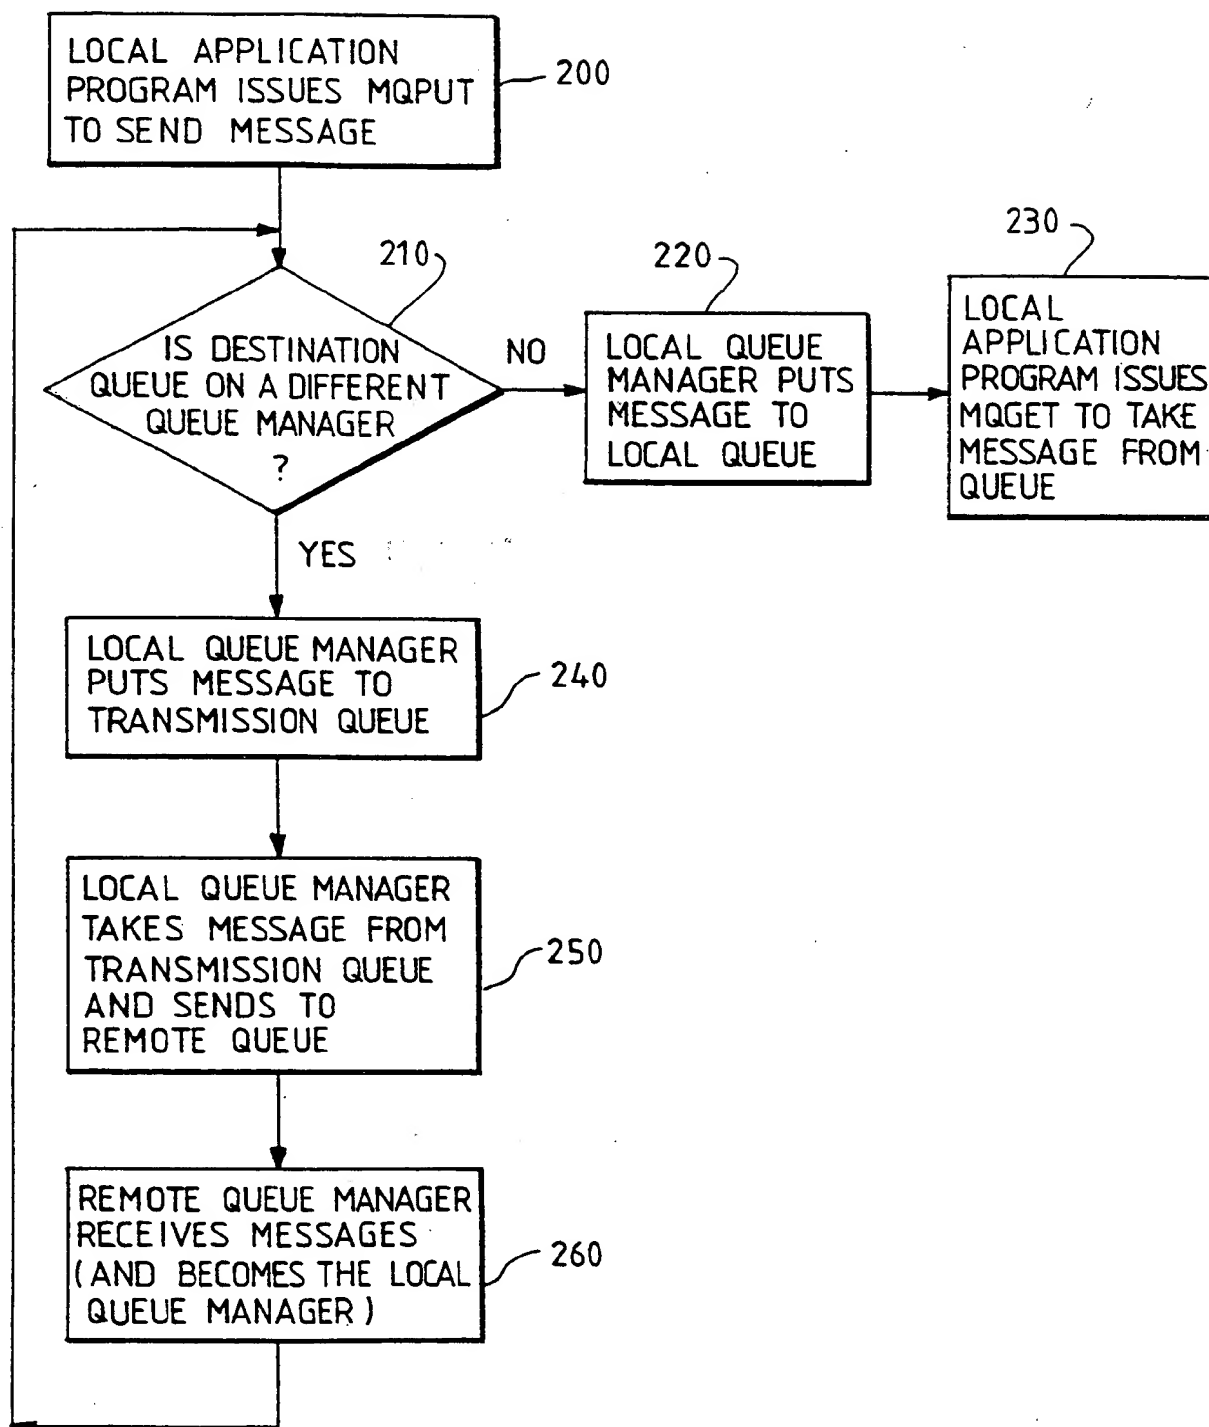 LOCAL APPLICATION
PROGRAM ISSUES MQPUT
TO SEND MESSAGE
200
210
IS DESTINATION
QUEUE ON A DIFFERENT
QUEUE MANAGER
?
NO
YES
220
LOCAL QUEUE
MANAGER PUTS
MESSAGE TO
LOCAL QUEUE
230
LOCAL
APPLICATION
PROGRAM ISSUES
MQGET TO TAKE
MESSAGE FROM
QUEUE
LOCAL QUEUE MANAGER
PUTS MESSAGE TO
TRANSMISSION QUEUE
240
LOCAL QUEUE MANAGER
TAKES MESSAGE FROM
TRANSMISSION QUEUE
AND SENDS TO
REMOTE QUEUE
250
REMOTE QUEUE MANAGER
RECEIVES MESSAGES
(AND BECOMES THE LOCAL
QUEUE MANAGER)
260